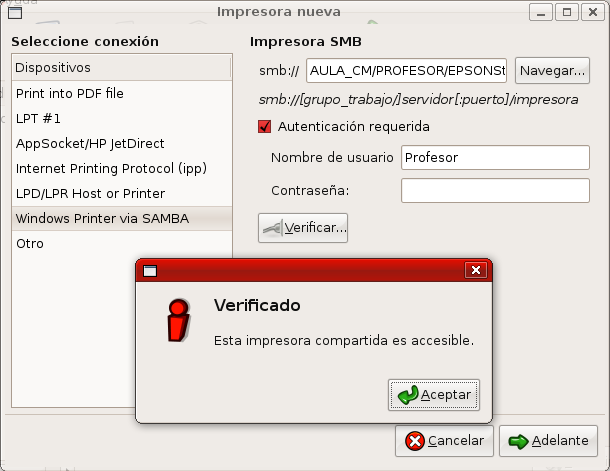 Impresora nueva
Seleccione conexión
Dispositivos
Print into PDF file
LPT #1
AppSocket/HP JetDirect
Internet Printing Protocol (ipp)
LPD/LPR Host or Printer
Windows Printer via SAMBA
Otro
Impresora SMB
smb:// AULA_CM/PROFESOR/EPSONSt Navegar...
smb://[grupo_trabajo/]servidor[:puerto]/impresora
Autenticación requerida
Nombre de usuario Profesor
Contraseña:
Verificar...
Verificado
Esta impresora compartida es accesible.
Aceptar
Cancelar Adelante